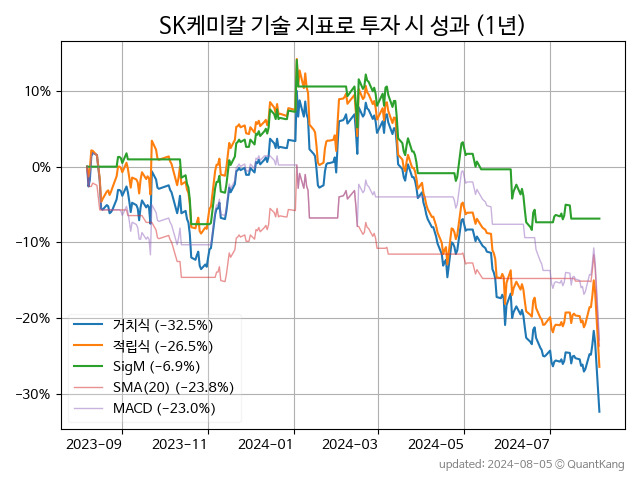 SK케미칼 기술 지표로 투자 시 성과 (1년)
10%
0%
−10%
−20%
−30%
거치식 (−32.5%)
적립식 (−26.5%)
SigM (−6.9%)
SMA(20) (−23.8%)
MACD (−23.0%)
2023-09 2023-11 2024-01 2024-03 2024-05 2024-07
updated: 2024-08-05 © QuantKang